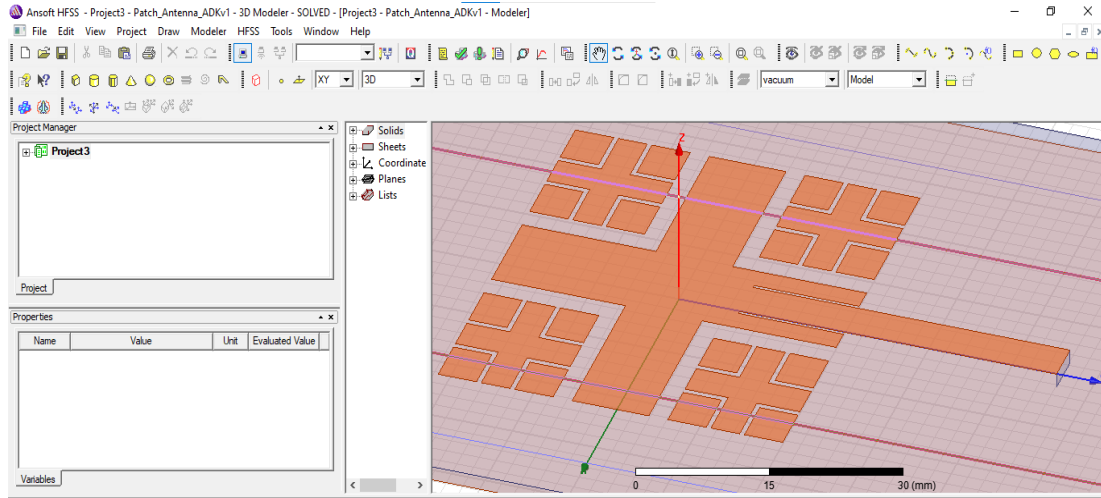 Ansoft HFSS - Project3 - Patch_Antenna_ADKv1 - 3D Modeler - SOLVED - [Project3 - Patch_Antenna_ADKv1 - Modeler]
File Edit View Project Draw Modeler HFSS Tools Window Help
XY 3D vacuum Model
Project Manager
Project3
Project
Properties
Name Value Unit Evaluated Value
Variables
Solids
Sheets
Coordinate
Planes
Lists
Z
0 15 30 (mm)